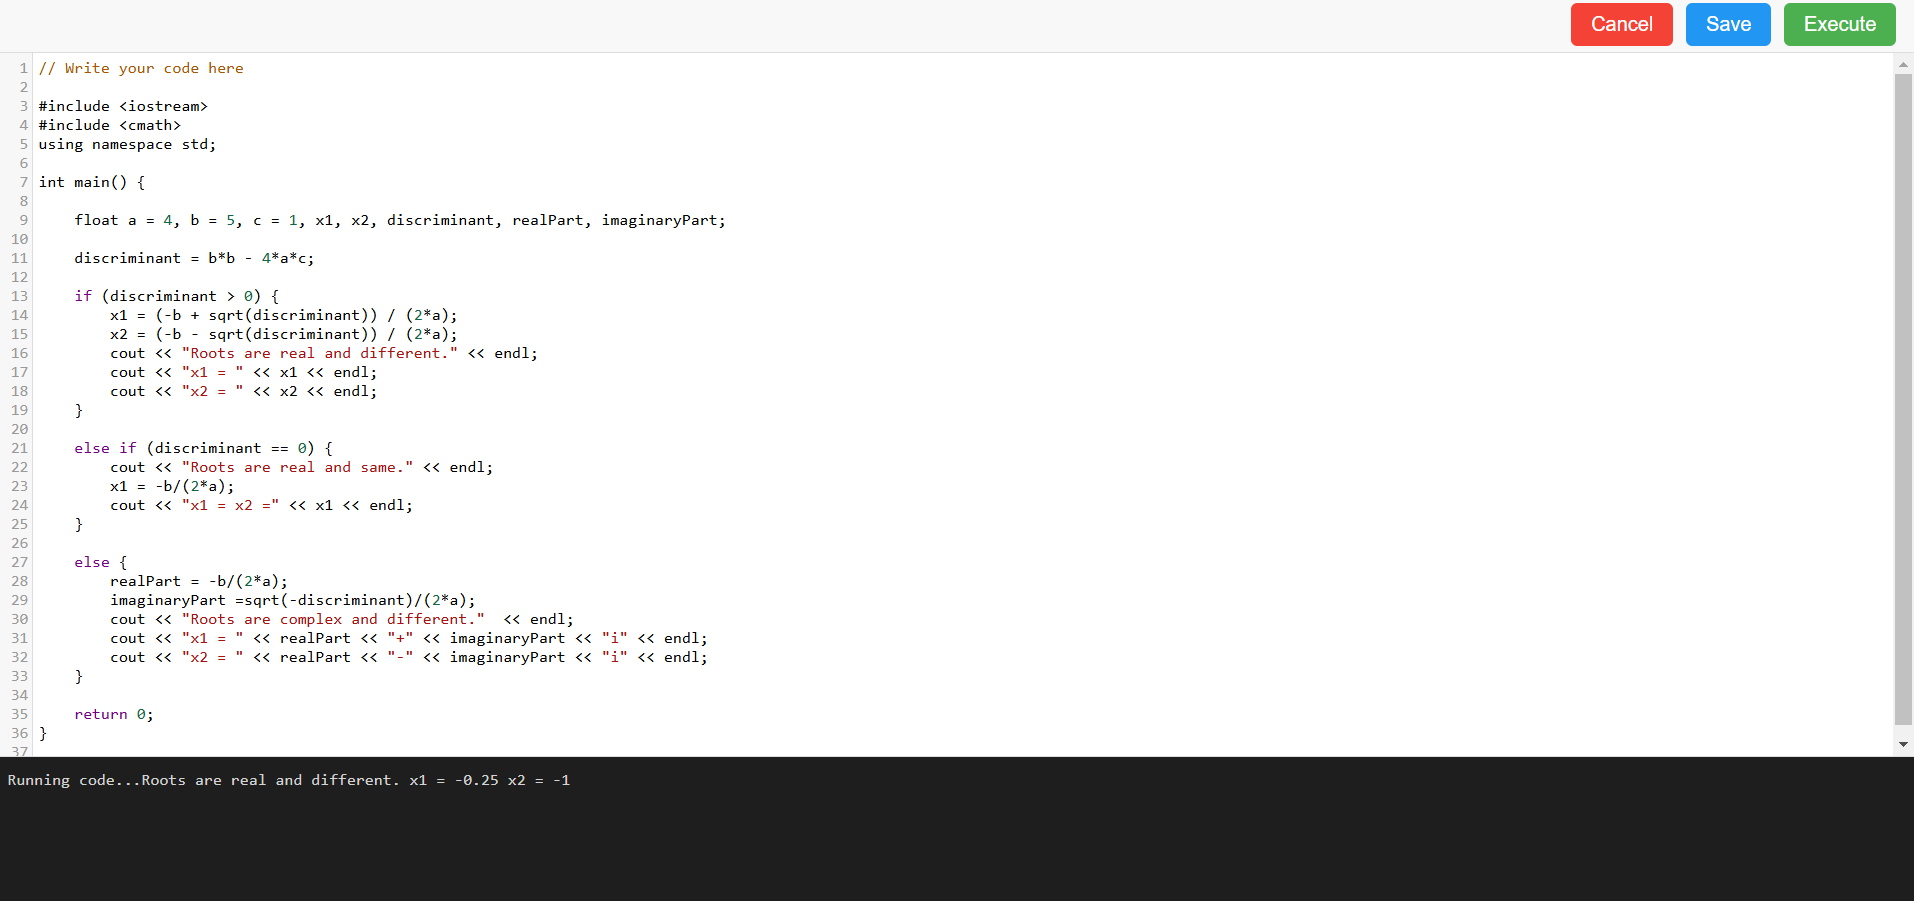 Cancel Save Execute
1 // Write your code here
2
3 #include <iostream>
4 #include <cmath>
5 using namespace std;
6
7 int main() {
8
9     float a = 4, b = 5, c = 1, x1, x2, discriminant, realPart, imaginaryPart;
10
11     discriminant = b*b - 4*a*c;
12
13     if (discriminant > 0) {
14         x1 = (-b + sqrt(discriminant)) / (2*a);
15         x2 = (-b - sqrt(discriminant)) / (2*a);
16         cout << "Roots are real and different." << endl;
17         cout << "x1 = " << x1 << endl;
18         cout << "x2 = " << x2 << endl;
19     }
20
21     else if (discriminant == 0) {
22         cout << "Roots are real and same." << endl;
23         x1 = -b/(2*a);
24         cout << "x1 = x2 =" << x1 << endl;
25     }
26
27     else {
28         realPart = -b/(2*a);
29         imaginaryPart =sqrt(-discriminant)/(2*a);
30         cout << "Roots are complex and different."  << endl;
31         cout << "x1 = " << realPart << "+" << imaginaryPart << "i" << endl;
32         cout << "x2 = " << realPart << "-" << imaginaryPart << "i" << endl;
33     }
34
35     return 0;
36 }
37
Running code...Roots are real and different. x1 = -0.25 x2 = -1